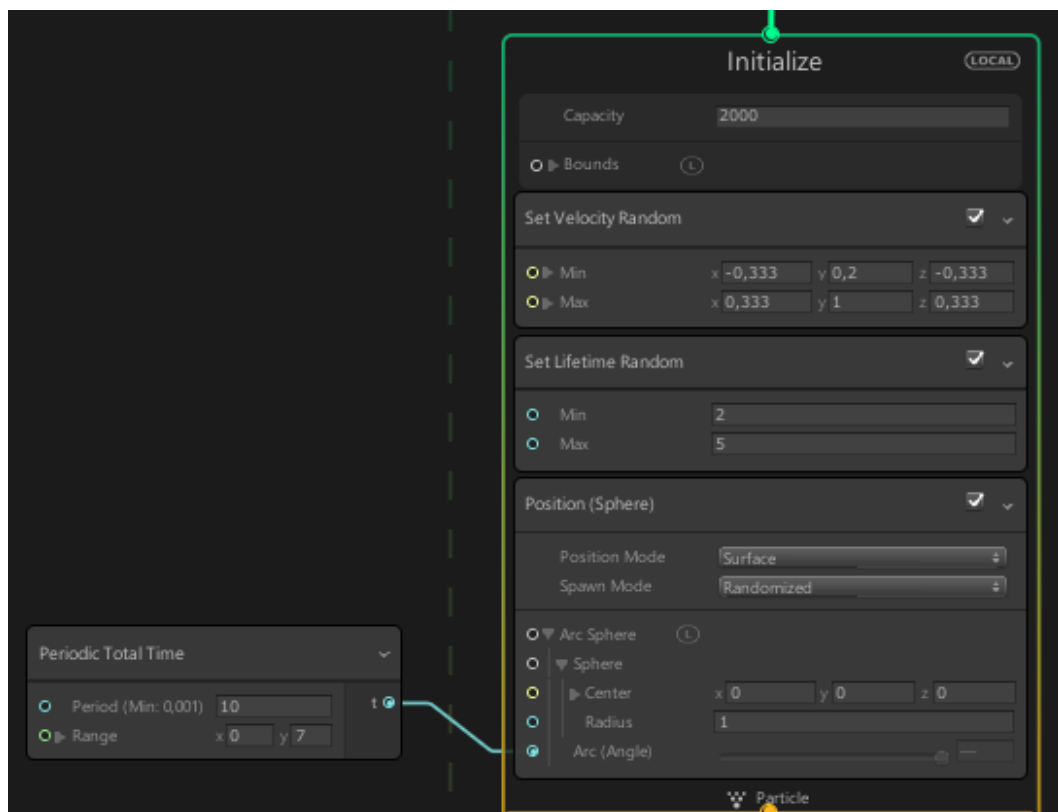 Initialize LOCAL
Capacity 2000
Bounds L
Set Velocity Random
Min x -0,333 y 0,2 z -0,333
Max x 0,333 y 1 z 0,333
Set Lifetime Random
Min 2
Max 5
Position (Sphere)
Position Mode Surface
Spawn Mode Randomized
Arc Sphere L
Sphere
Center x 0 y 0 z 0
Radius 1
Arc (Angle) —
Particle
Periodic Total Time
Period (Min: 0,001) 10 t
Range x 0 y 7